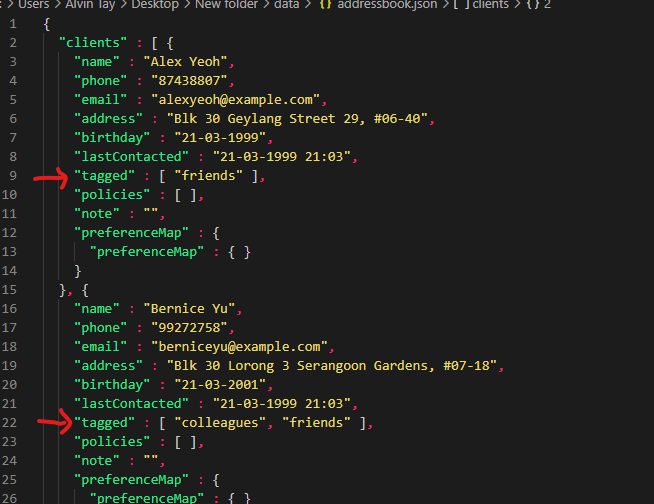 : > Users > Alvin Tay > Desktop > New folder > data > {} addressbook.json > [ ] clients > {} 2
1 {
2 "clients" : [ {
3 "name" : "Alex Yeoh",
4 "phone" : "87438807",
5 "email" : "alexyeoh@example.com",
6 "address" : "Blk 30 Geylang Street 29, #06-40",
7 "birthday" : "21-03-1999",
8 "lastContacted" : "21-03-1999 21:03",
9 "tagged" : [ "friends" ],
10 "policies" : [ ],
11 "note" : "",
12 "preferenceMap" : {
13 "preferenceMap" : { }
14 }
15 }, {
16 "name" : "Bernice Yu",
17 "phone" : "99272758",
18 "email" : "berniceyu@example.com",
19 "address" : "Blk 30 Lorong 3 Serangoon Gardens, #07-18",
20 "birthday" : "21-03-2001",
21 "lastContacted" : "21-03-1999 21:03",
22 "tagged" : [ "colleagues", "friends" ],
23 "policies" : [ ],
24 "note" : "",
25 "preferenceMap" : {
26 "preferenceMap" : { }